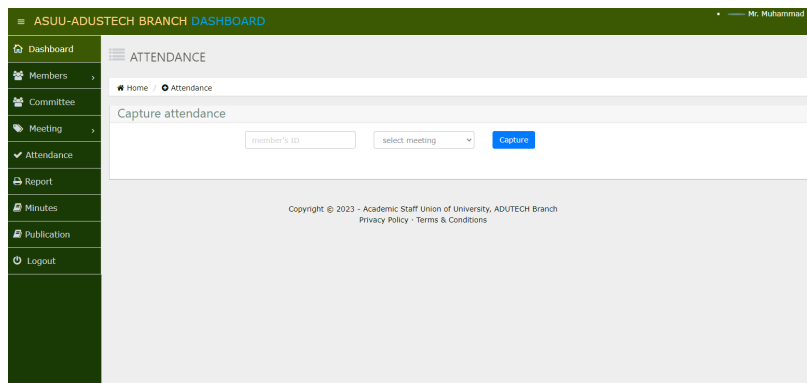 ASUU-ADUSTECH BRANCH DASHBOARD
Mr. Muhammad
Dashboard
Members
Committee
Meeting
Attendance
Report
Minutes
Publication
Logout
ATTENDANCE
Home / Attendance
Capture attendance
member's ID
select meeting
Capture
Copyright © 2023 - Academic Staff Union of University, ADUTECH Branch
Privacy Policy · Terms & Conditions